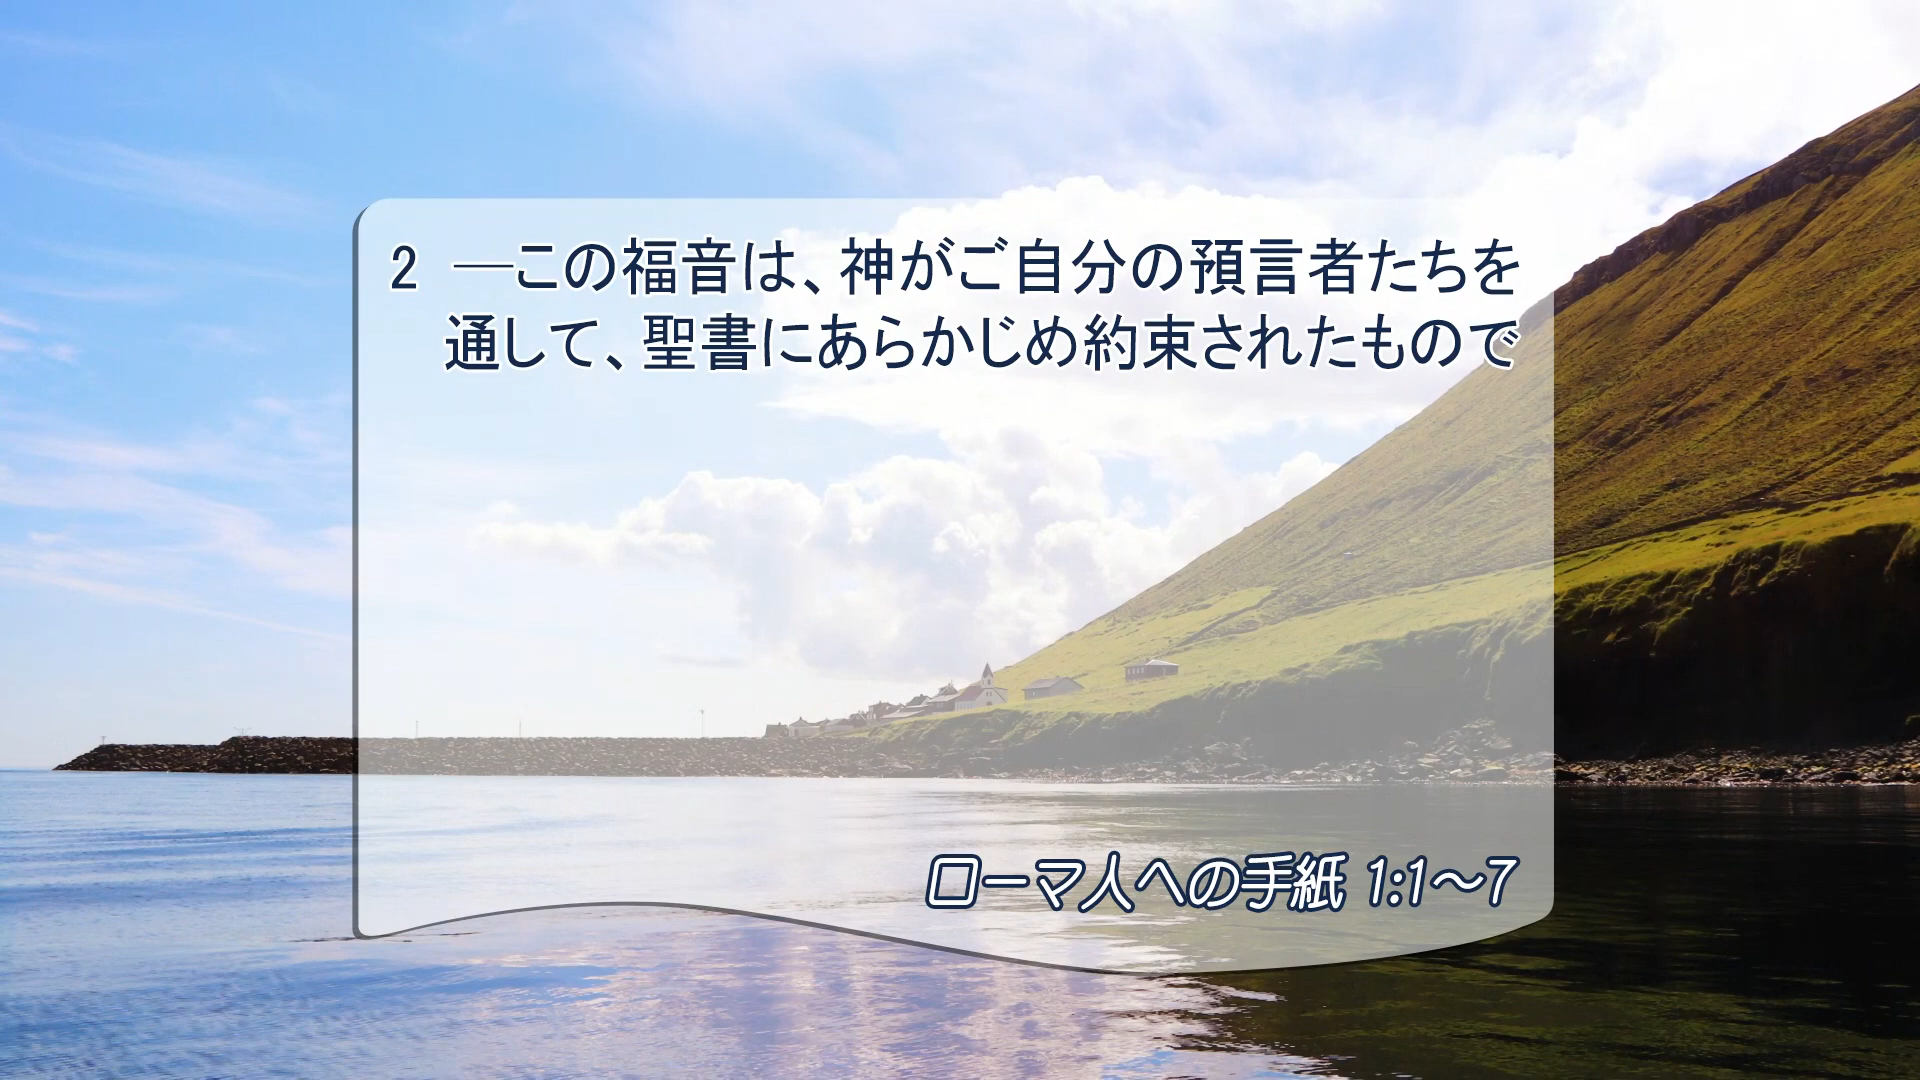 2 ―この福音は、神がご自分の預言者たちを
通して、聖書にあらかじめ約束されたもので
ローマ人への手紙 1:1～7